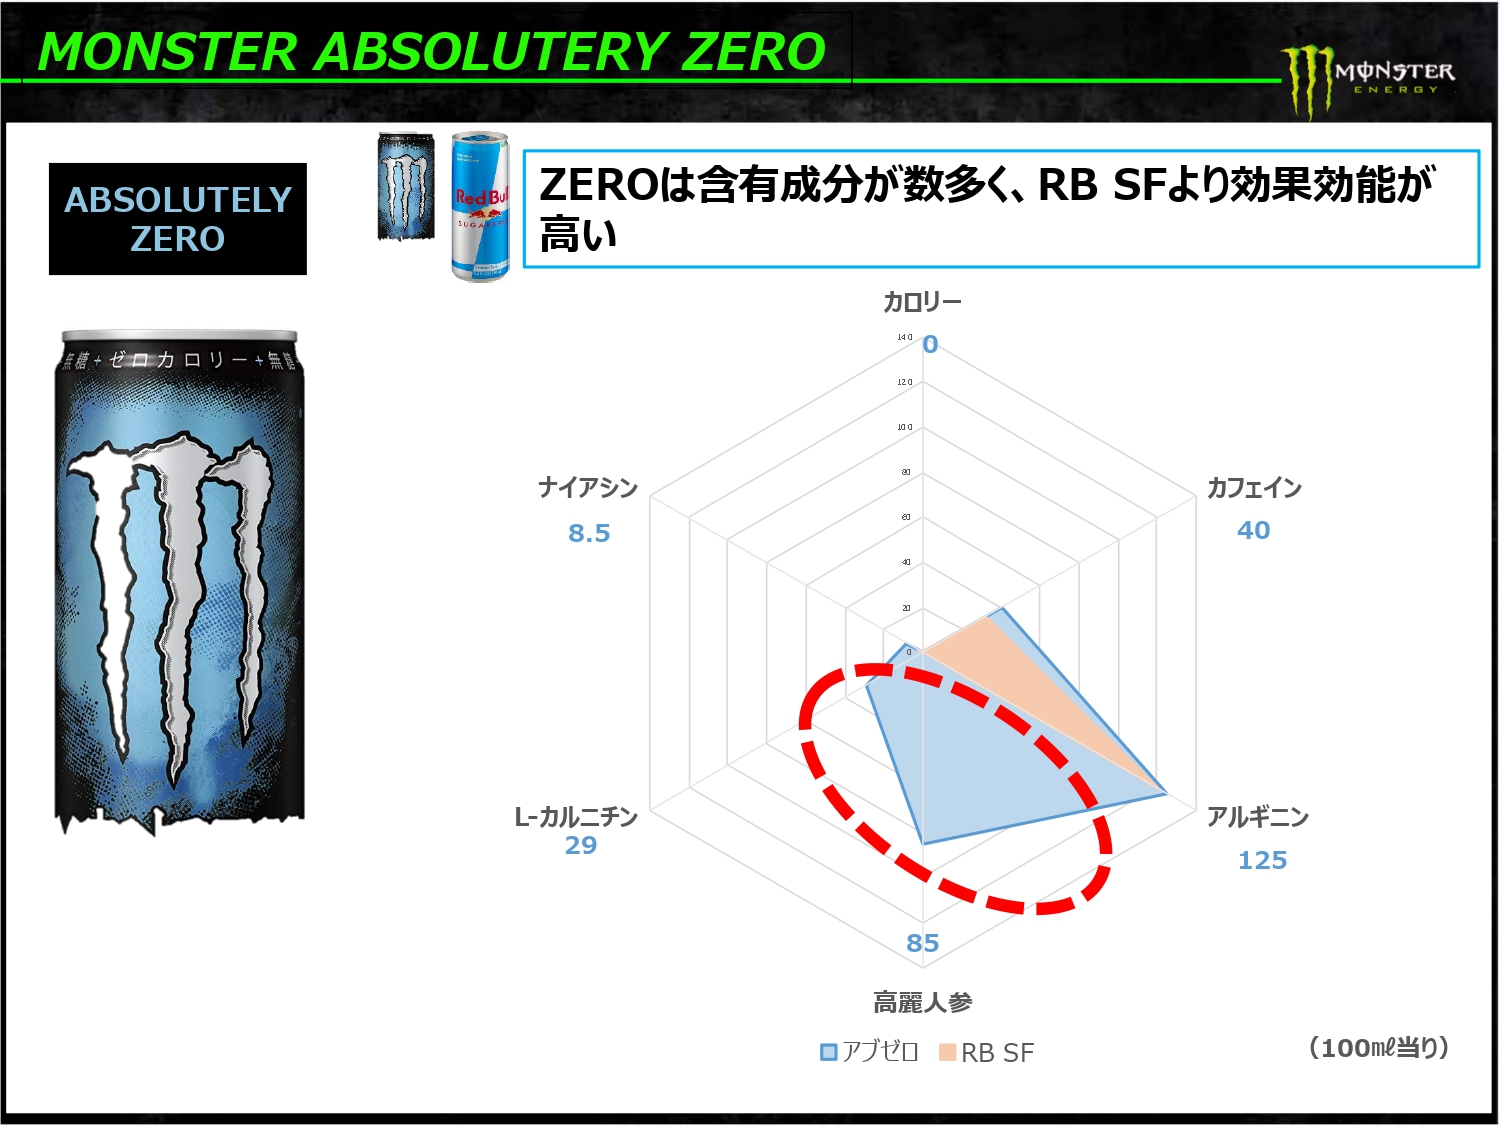 MONSTER ABSOLUTERY ZERO
MONSTER
ENERGY
ABSOLUTELY
ZERO
Red Bull
ZEROは含有成分が数多く、RB SFより効果効能が
高い
無糖+ゼロカロリー+無糖
カロリー
0
140
120
100
80
60
40
20
0
ナイアシン
8.5
カフェイン
40
L-カルニチン
29
アルギニン
125
85
高麗人参
アブゼロ
RB SF
（100㎖当り）